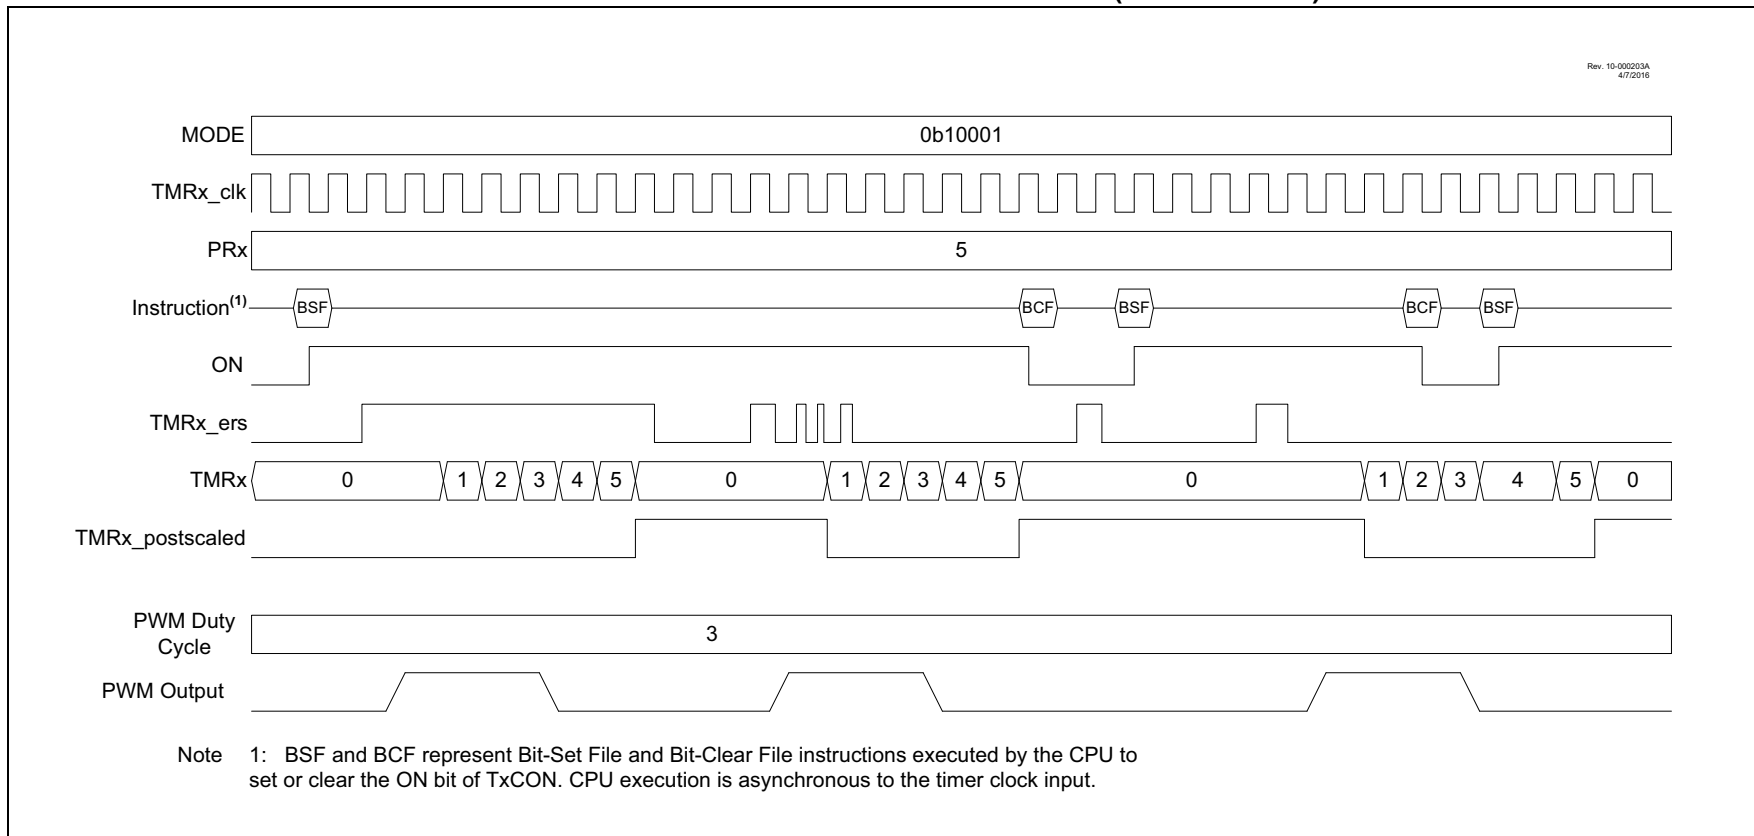 Rev. 10-000203A
4/7/2016
MODE 0b10001
TMRx_clk
PRx 5
Instruction(1) BSF BCF BSF BCF BSF
ON
TMRx_ers
TMRx 0 1 2 3 4 5 0 1 2 3 4 5 0 1 2 3 4 5 0
TMRx_postscaled
PWM Duty
Cycle 3
PWM Output
Note 1: BSF and BCF represent Bit-Set File and Bit-Clear File instructions executed by the CPU to
set or clear the ON bit of TxCON. CPU execution is asynchronous to the timer clock input.